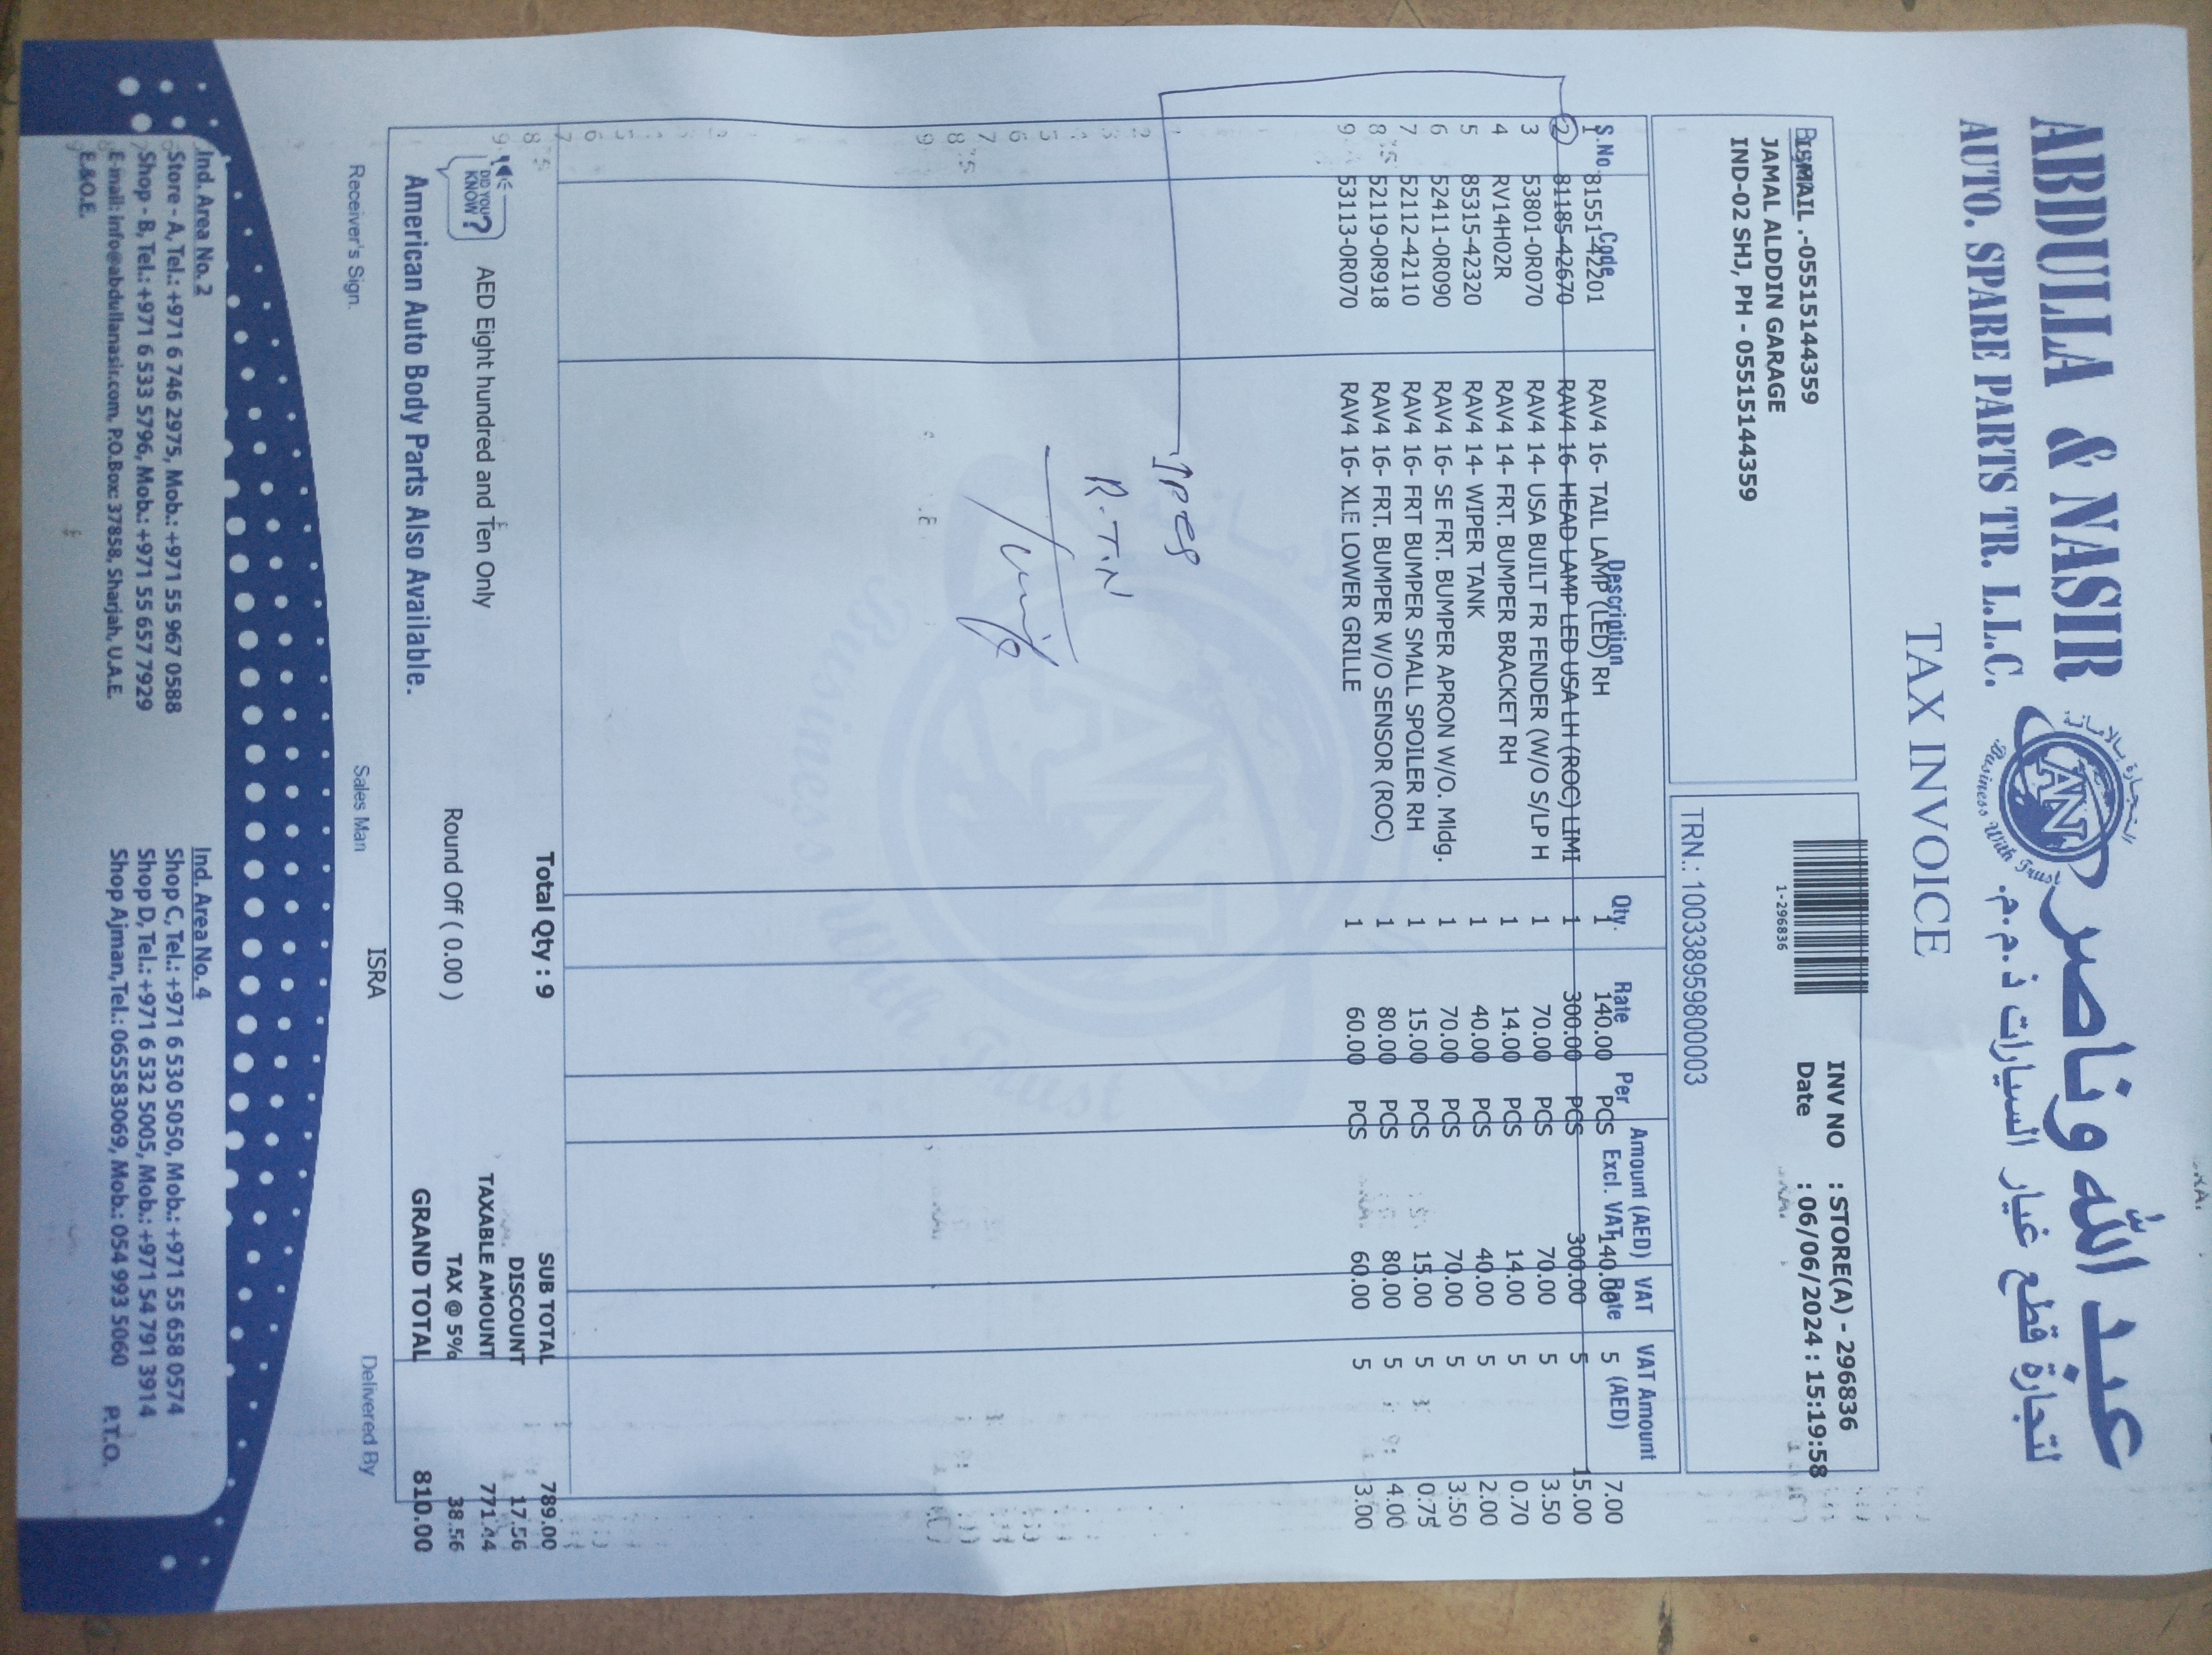 ABDULLA & NASIR عبد الله وناصر
AUTO. SPARE PARTS TR. L.L.C. لتجارة قطع غيار السيارات ذ.م.م.
التجارة بالأمانة
AN
Business With Trust
TAX INVOICE
ISMAIL .-05515144359
JAMAL ALDDIN GARAGE
IND-02 SHJ, PH - 05515144359
1-296836
INV NO : STORE(A) - 296836
Date : 06/06/2024 : 15:19:58
TRN.: 100338959800003
S.No. Code Description Qty. Rate Per Amount (AED) Excl. VAT VAT Rate VAT Amount (AED)
1 81551-42201 RAV4 16- TAIL LAMP (LED) RH 1 140.00 PCS 140.00 5 7.00
2 81185-42670 RAV4 16- HEAD LAMP LED USA LH (ROC) LIMI 1 300.00 PCS 300.00 5 15.00
3 53801-0R070 RAV4 14- USA BUILT FR FENDER (W/O S/LP H 1 70.00 PCS 70.00 5 3.50
4 RV14H02R RAV4 14- FRT. BUMPER BRACKET RH 1 14.00 PCS 14.00 5 0.70
5 85315-42320 RAV4 14- WIPER TANK 1 40.00 PCS 40.00 5 2.00
6 52411-0R090 RAV4 16- SE FRT. BUMPER APRON W/O. Mldg. 1 70.00 PCS 70.00 5 3.50
7 52112-42110 RAV4 16- FRT BUMPER SMALL SPOILER RH 1 15.00 PCS 15.00 5 0.75
8 52119-0R918 RAV4 16- FRT. BUMPER W/O SENSOR (ROC) 1 80.00 PCS 80.00 5 4.00
9 53113-0R070 RAV4 16- XLE LOWER GRILLE 1 60.00 PCS 60.00 5 3.00
1PCS
R.TN
AN
Business With Trust
Total Qty : 9 SUB TOTAL 789.00
DISCOUNT 17.56
DID YOU KNOW? AED Eight hundred and Ten Only TAXABLE AMOUNT 771.44
Round Off ( 0.00 ) TAX @ 5% 38.56
American Auto Body Parts Also Available. GRAND TOTAL 810.00
ISRA
Receiver's Sign. Sales Man Delivered By
Ind. Area No. 2
Store - A, Tel.: +971 6 746 2975, Mob.: +971 55 967 0588
Shop - B, Tel.: +971 6 533 5796, Mob.: +971 55 657 7929
E-mail: info@abdullanasir.com, P.O.Box: 37858, Sharjah, U.A.E.
E.&O.E.
Ind. Area No. 4
Shop C, Tel.: +971 6 530 5050, Mob.: +971 55 658 0574
Shop D, Tel.: +971 6 532 5005, Mob.: +971 54 791 3914
Shop Ajman, Tel.: 065583069, Mob.: 054 993 5060 P.T.O.